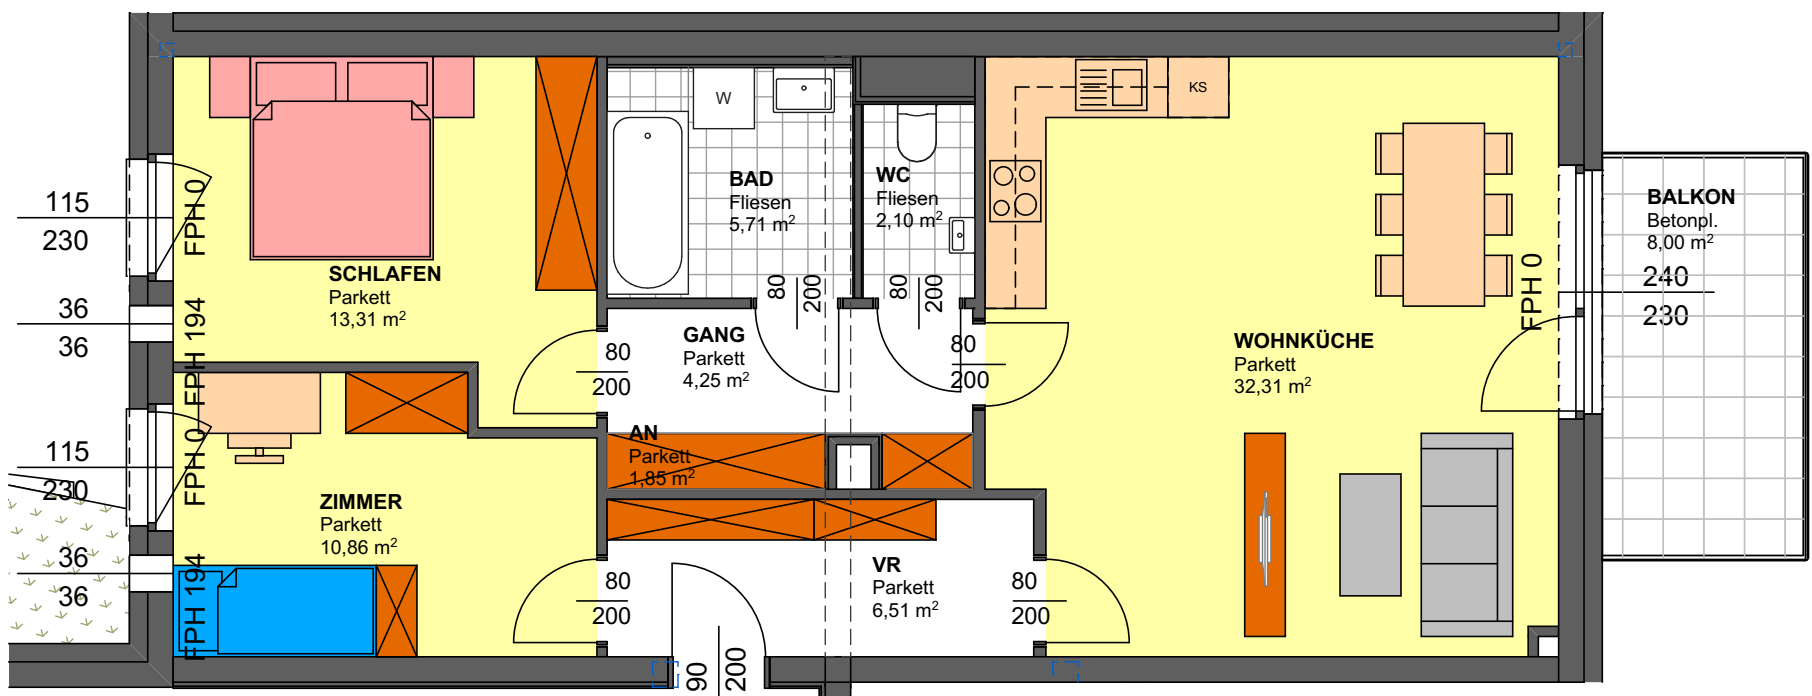 W
KS
BAD
Fliesen
5,71 m²
WC
Fliesen
2,10 m²
BALKON
Betonpl.
8,00 m²
240
230
FPH 0
115
230
FPH 0
SCHLAFEN
Parkett
13,31 m²
80
200
80
200
36
36
FPH 194
GANG
Parkett
4,25 m²
80
200
80
200
WOHNKÜCHE
Parkett
32,31 m²
AN
Parkett
1,85 m²
115
230
FPH 0
ZIMMER
Parkett
10,86 m²
36
36
FPH 194
80
200
VR
Parkett
6,51 m²
80
200
90
200